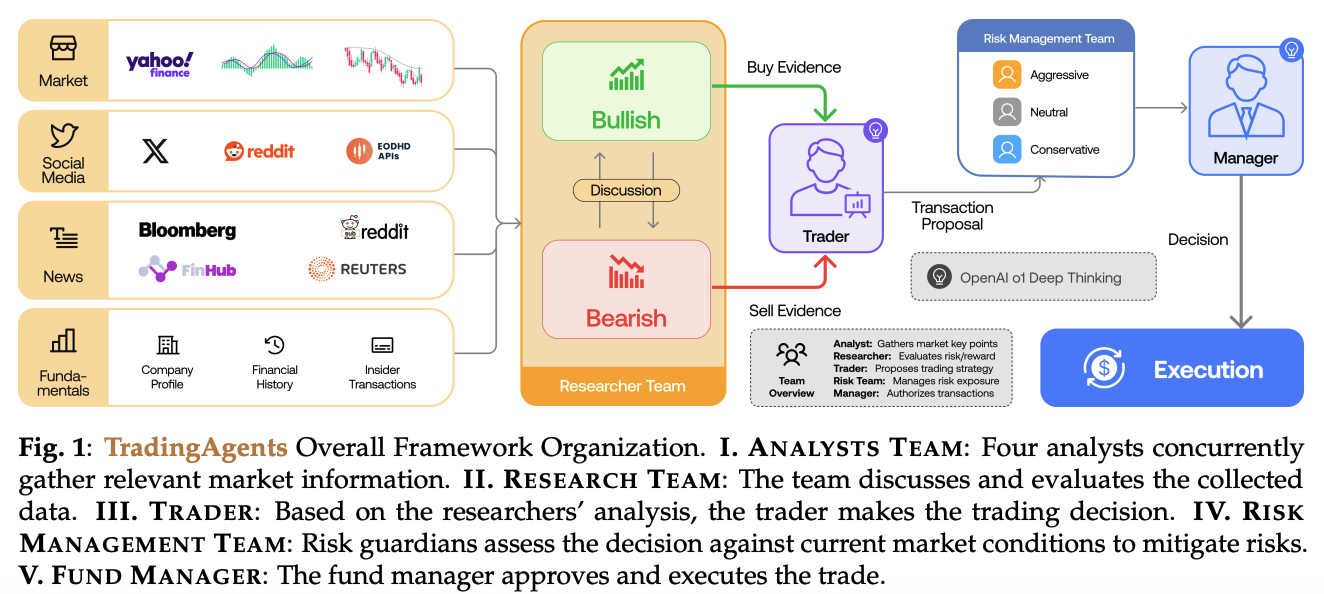 Market
yahoo!
finance
Social
Media
X
reddit
EODHD
APIs
News
Bloomberg
SUB
reddit
FinHub
REUTERS
Funda-
mentals
Company
Profile
Financial
History
Insider
Transactions
Bullish
Discussion
Bearish
Researcher Team
Buy Evidence
Sell Evidence
Trader
Transaction
Proposal
Risk Management Team
Aggressive
Neutral
Conservative
Manager
Decision
OpenAI o1 Deep Thinking
Team
Overview
Analyst: Gathers market key points
Researcher: Evaluates risk/reward
Trader: Proposes trading strategy
Risk Team: Manages risk exposure
Manager: Authorizes transactions
$
Execution
Fig. 1: TradingAgents Overall Framework Organization. I. ANALYSTS TEAM: Four analysts concurrently
gather relevant market information. II. RESEARCH TEAM: The team discusses and evaluates the collected
data. III. TRADER: Based on the researchers’ analysis, the trader makes the trading decision. IV. RISK
MANAGEMENT TEAM: Risk guardians assess the decision against current market conditions to mitigate risks.
V. FUND MANAGER: The fund manager approves and executes the trade.